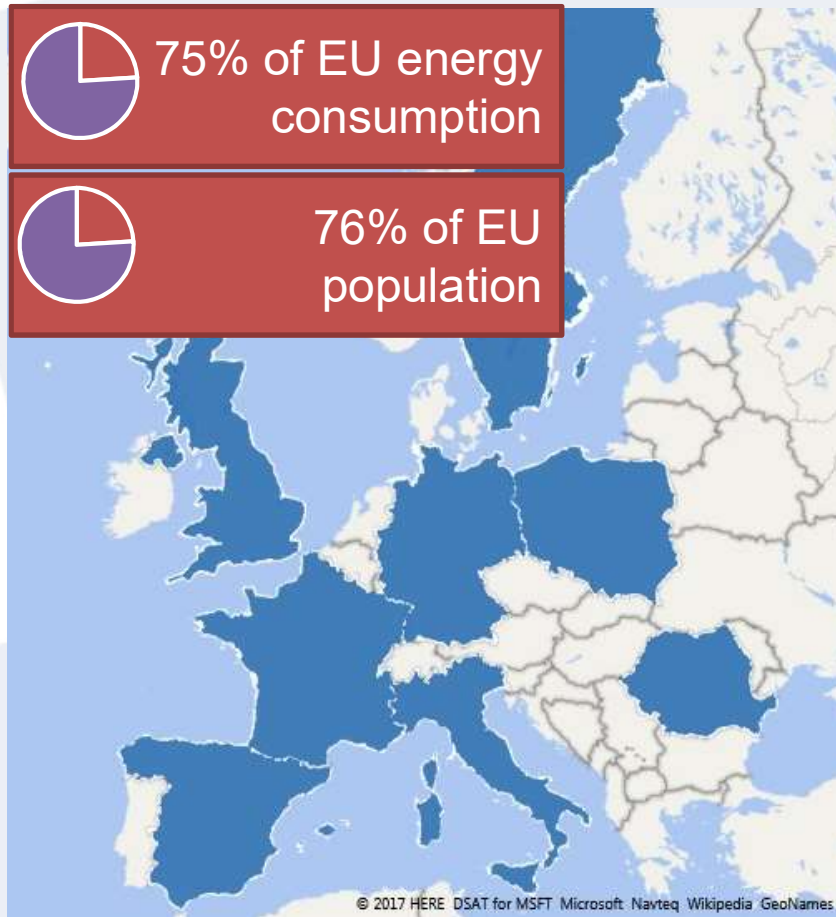 75% of EU energy
consumption
76% of EU
population
© 2017 HERE DSAT for MSFT Microsoft Navteq Wikipedia GeoNames